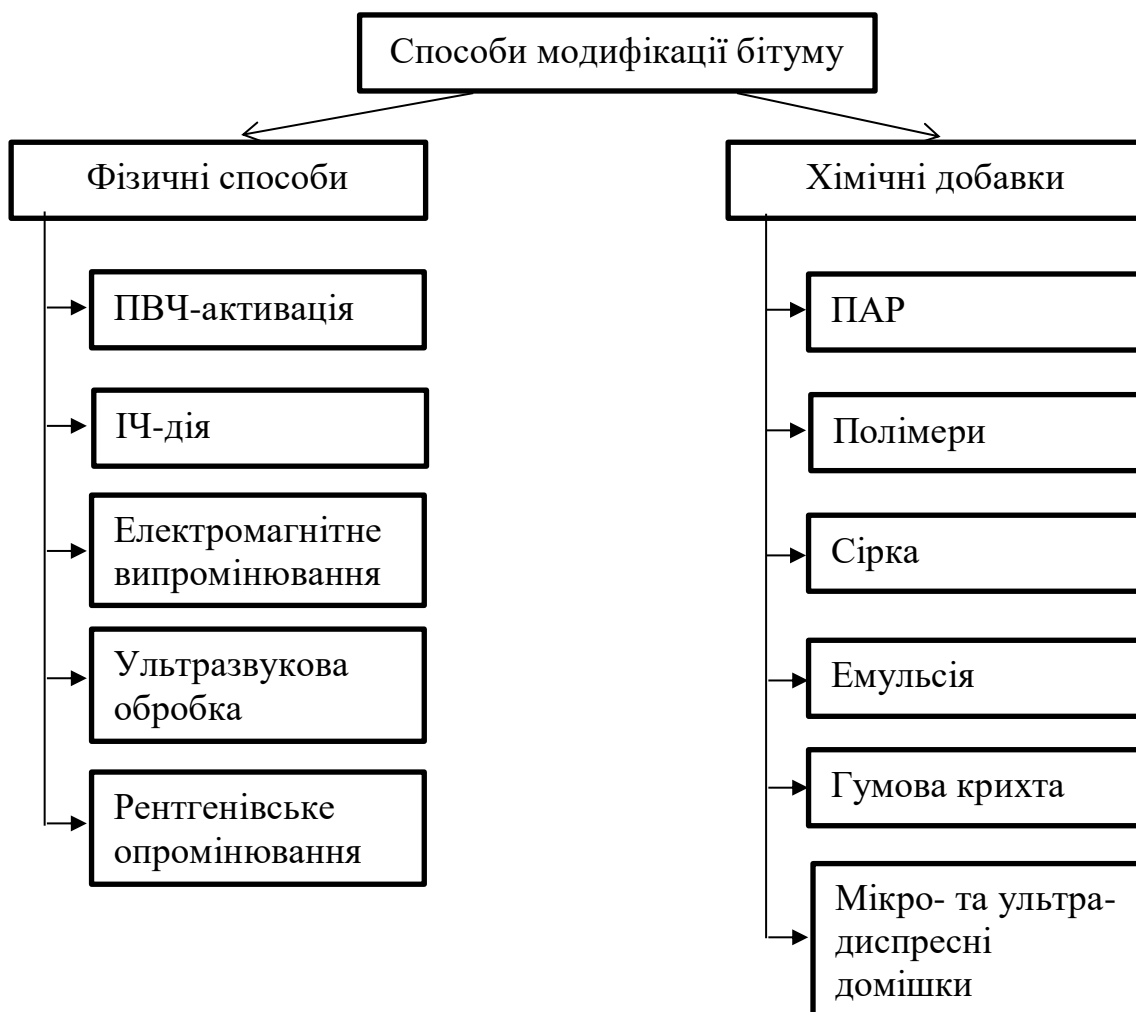 Способи модифікації бітуму
Фізичні способи
ПВЧ-активація
ІЧ-дія
Електромагнітне
випромінювання
Ультразвукова
обробка
Рентгенівське
опромінювання
Хімічні добавки
ПАР
Полімери
Сірка
Емульсія
Гумова крихта
Мікро- та ультра-
диспресні
домішки